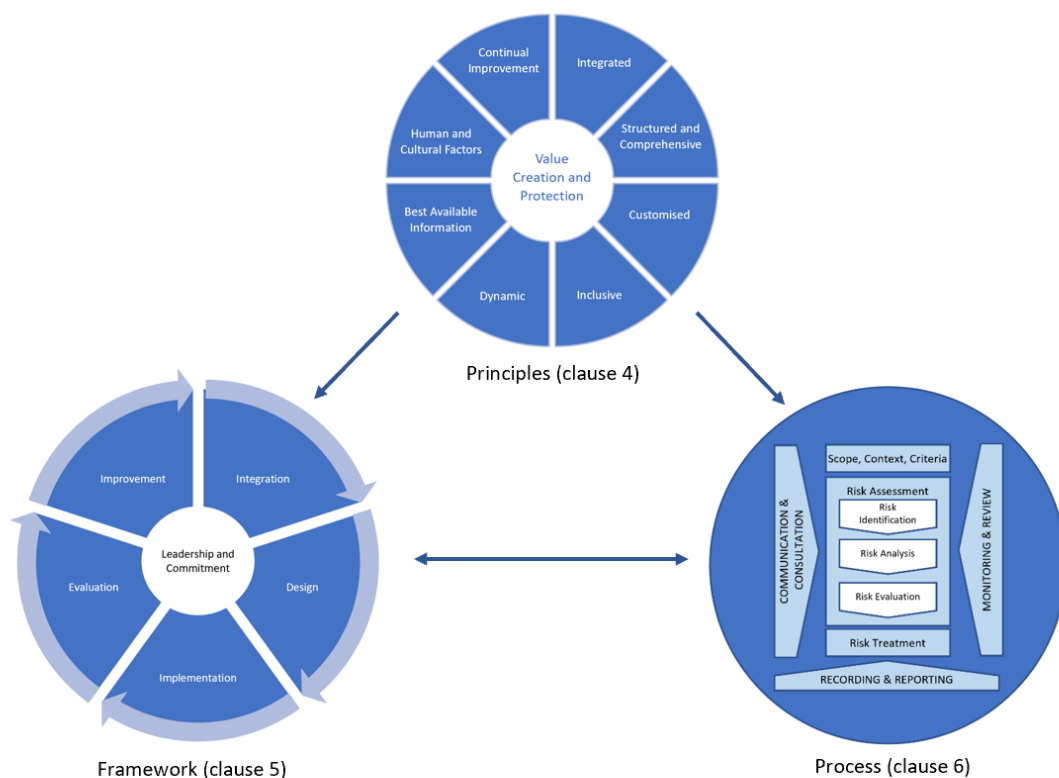 Continual
Improvement
Integrated
Structured and
Comprehensive
Customised
Inclusive
Dynamic
Best Available
Information
Human and
Cultural Factors
Value
Creation and
Protection
Principles (clause 4)
Improvement
Integration
Design
Implementation
Evaluation
Leadership and
Commitment
Framework (clause 5)
COMMUNICATION &
CONSULTATION
Scope, Context, Criteria
Risk Assessment
Risk
Identification
Risk Analysis
Risk Evaluation
Risk Treatment
MONITORING & REVIEW
RECORDING & REPORTING
Process (clause 6)